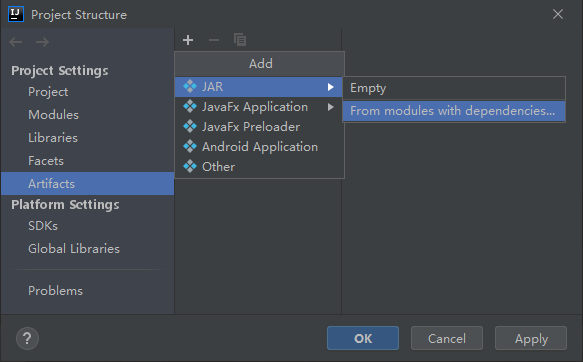 IJ
Project Structure
Add
Project Settings
Project
Modules
Libraries
Facets
Artifacts
Platform Settings
SDKs
Global Libraries
Problems
JAR
JavaFx Application
JavaFx Preloader
Android Application
Other
Empty
From modules with dependencies...
?
OK
Cancel
Apply